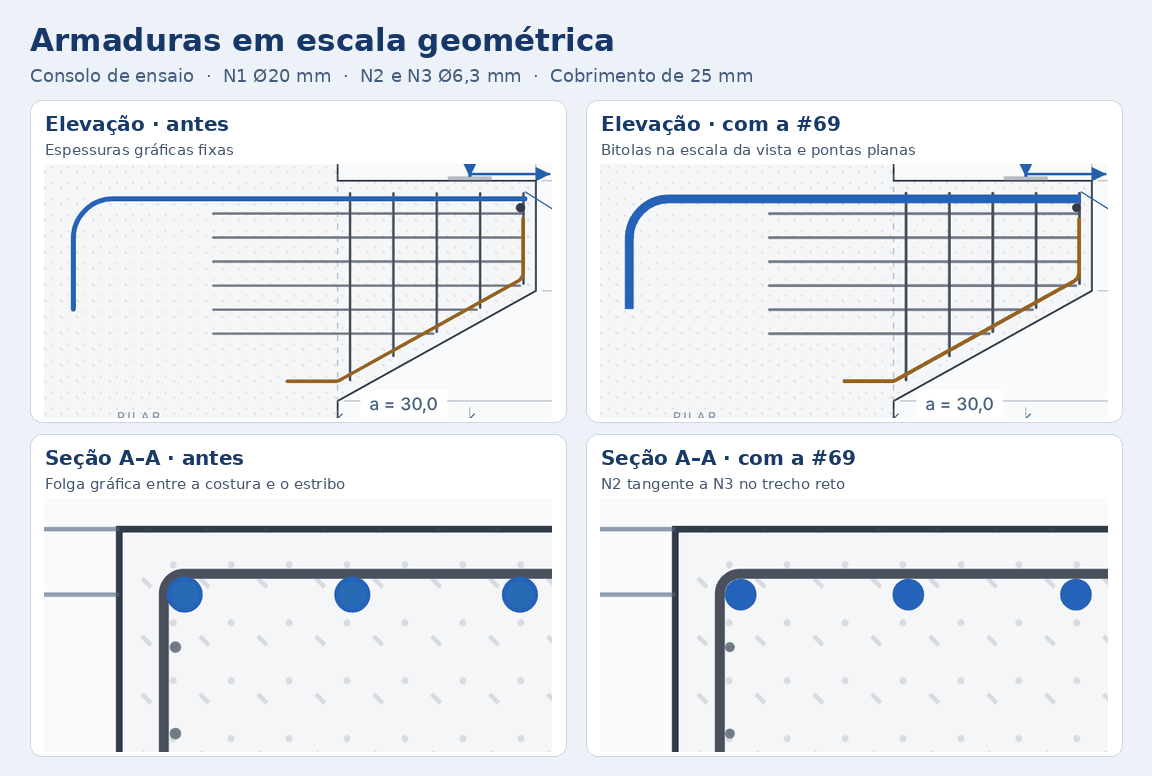 Armaduras em escala geométrica
Consolo de ensaio · N1 Ø20 mm · N2 e N3 Ø6,3 mm · Cobrimento de 25 mm
Elevação · antes
Espessuras gráficas fixas
a = 30,0
PILAR
Elevação · com a #69
Bitolas na escala da vista e pontas planas
a = 30,0
PILAR
Seção A–A · antes
Folga gráfica entre a costura e o estribo
Seção A–A · com a #69
N2 tangente a N3 no trecho reto